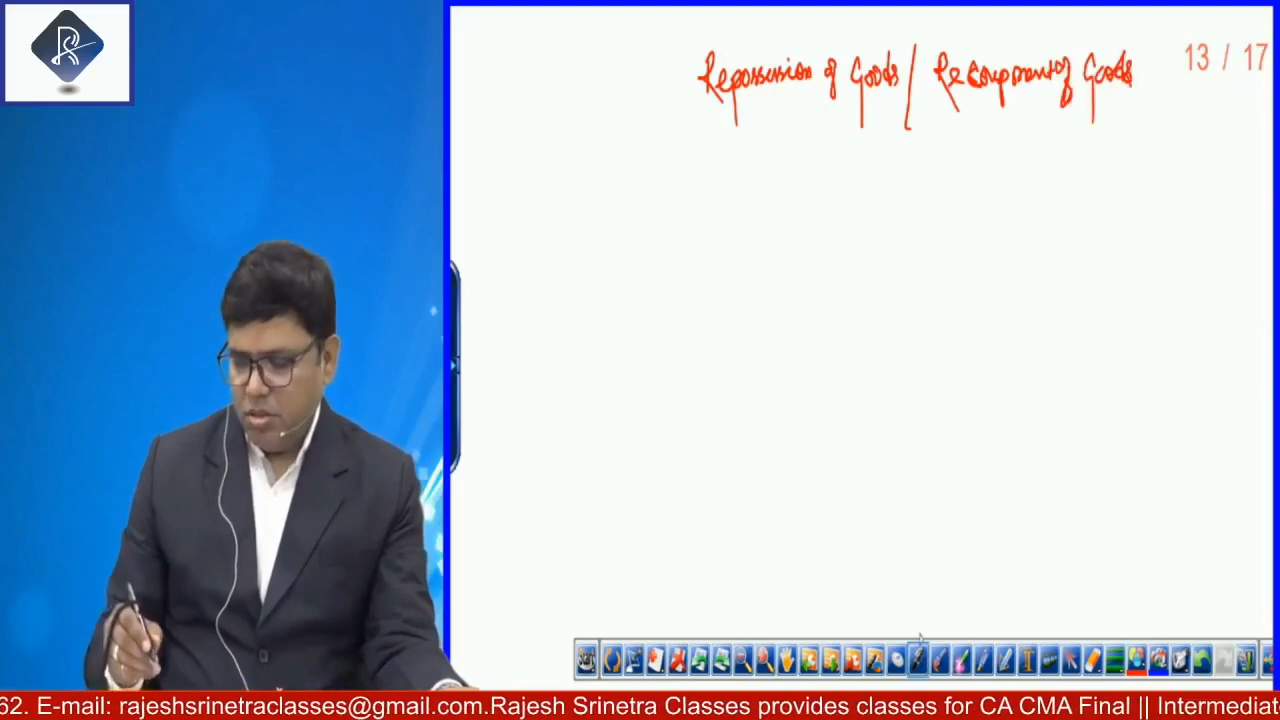 Repossession of Goods / Recoupment of Goods
13 / 17
62. E-mail: rajeshsrinetraclasses@gmail.com.Rajesh Srinetra Classes provides classes for CA CMA Final || Intermediat